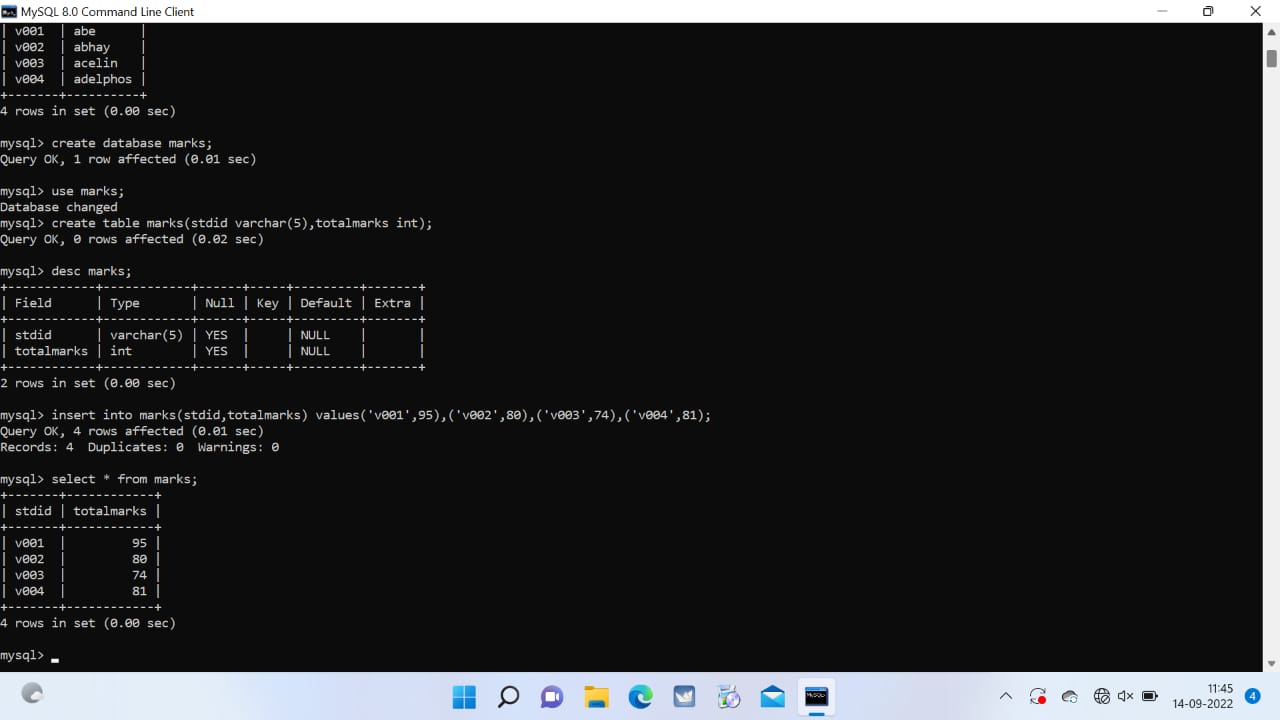 MySQL 8.0 Command Line Client
| v001  | abe      |
| v002  | abhay    |
| v003  | acelin   |
| v004  | adelphos |
+-------+----------+
4 rows in set (0.00 sec)
mysql> create database marks;
Query OK, 1 row affected (0.01 sec)
mysql> use marks;
Database changed
mysql> create table marks(stdid varchar(5),totalmarks int);
Query OK, 0 rows affected (0.02 sec)
mysql> desc marks;
+------------+------------+------+-----+---------+-------+
| Field      | Type       | Null | Key | Default | Extra |
+------------+------------+------+-----+---------+-------+
| stdid      | varchar(5) | YES  |     | NULL    |       |
| totalmarks | int        | YES  |     | NULL    |       |
+------------+------------+------+-----+---------+-------+
2 rows in set (0.00 sec)
mysql> insert into marks(stdid,totalmarks) values('v001',95),('v002',80),('v003',74),('v004',81);
Query OK, 4 rows affected (0.01 sec)
Records: 4  Duplicates: 0  Warnings: 0
mysql> select * from marks;
+-------+------------+
| stdid | totalmarks |
+-------+------------+
| v001  |         95 |
| v002  |         80 |
| v003  |         74 |
| v004  |         81 |
+-------+------------+
4 rows in set (0.00 sec)
mysql> _
11:45
14-09-2022
4